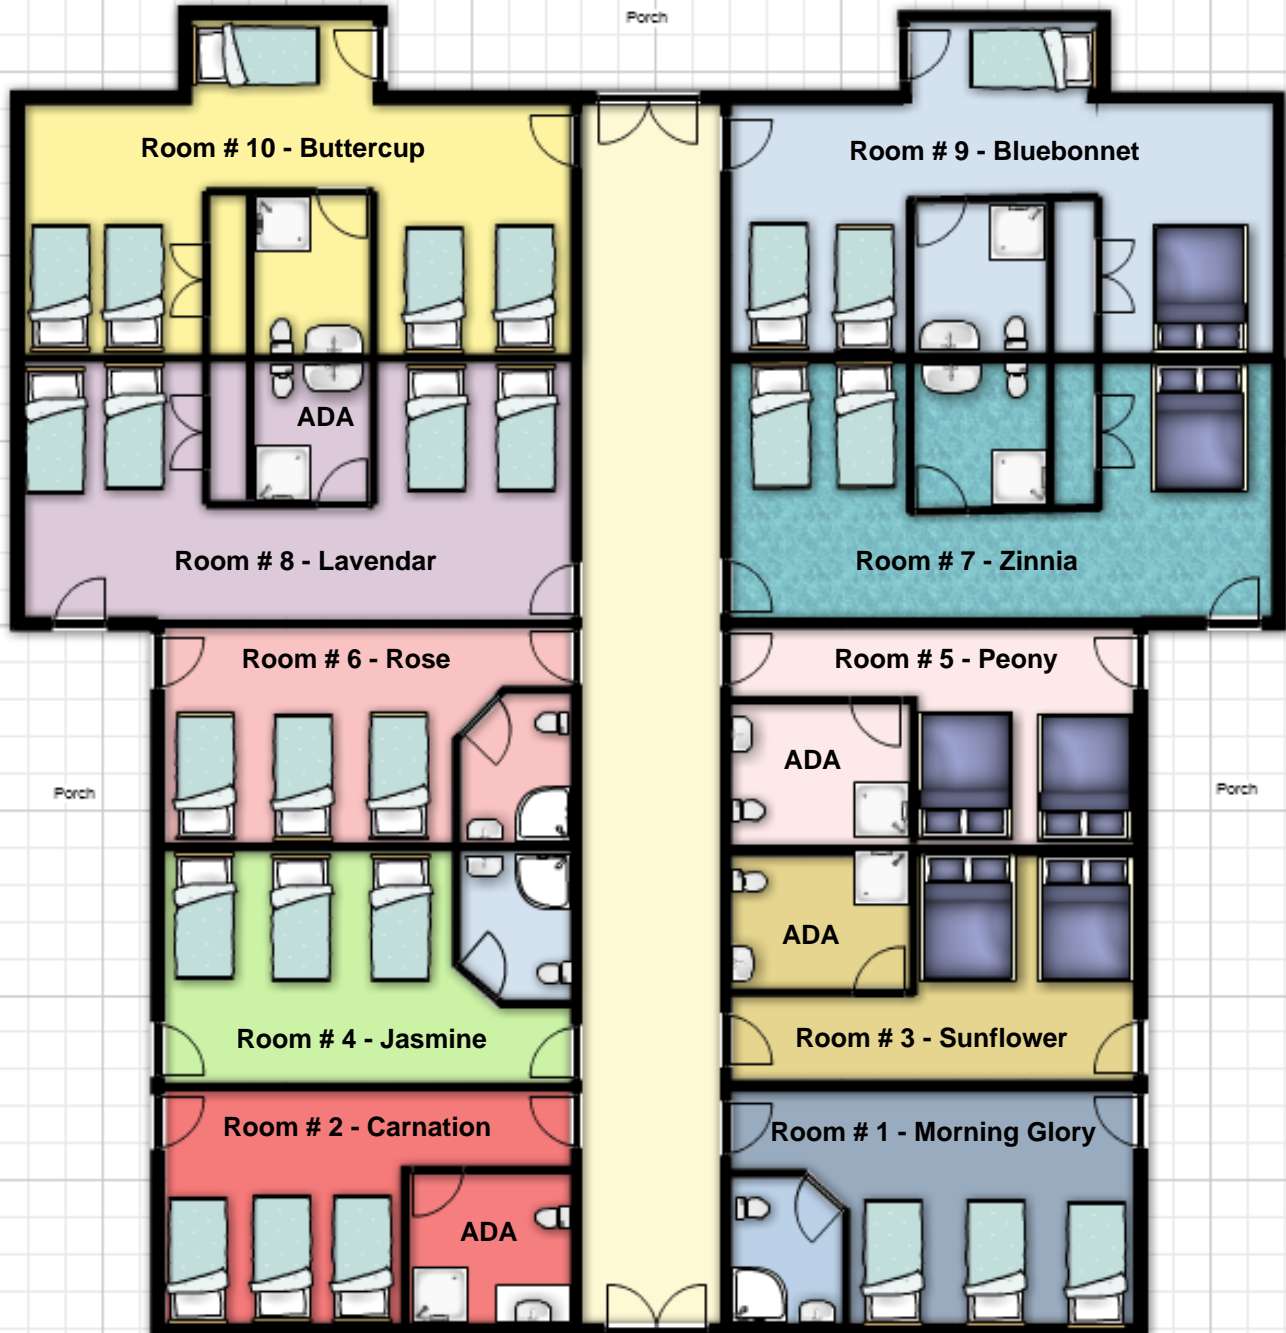 Porch
Room # 10 - Buttercup
Room # 9 - Bluebonnet
ADA
Room # 8 - Lavendar
Room # 7 - Zinnia
Room # 6 - Rose
Room # 5 - Peony
ADA
Porch
Porch
ADA
Room # 4 - Jasmine
Room # 3 - Sunflower
Room # 2 - Carnation
Room # 1 - Morning Glory
ADA